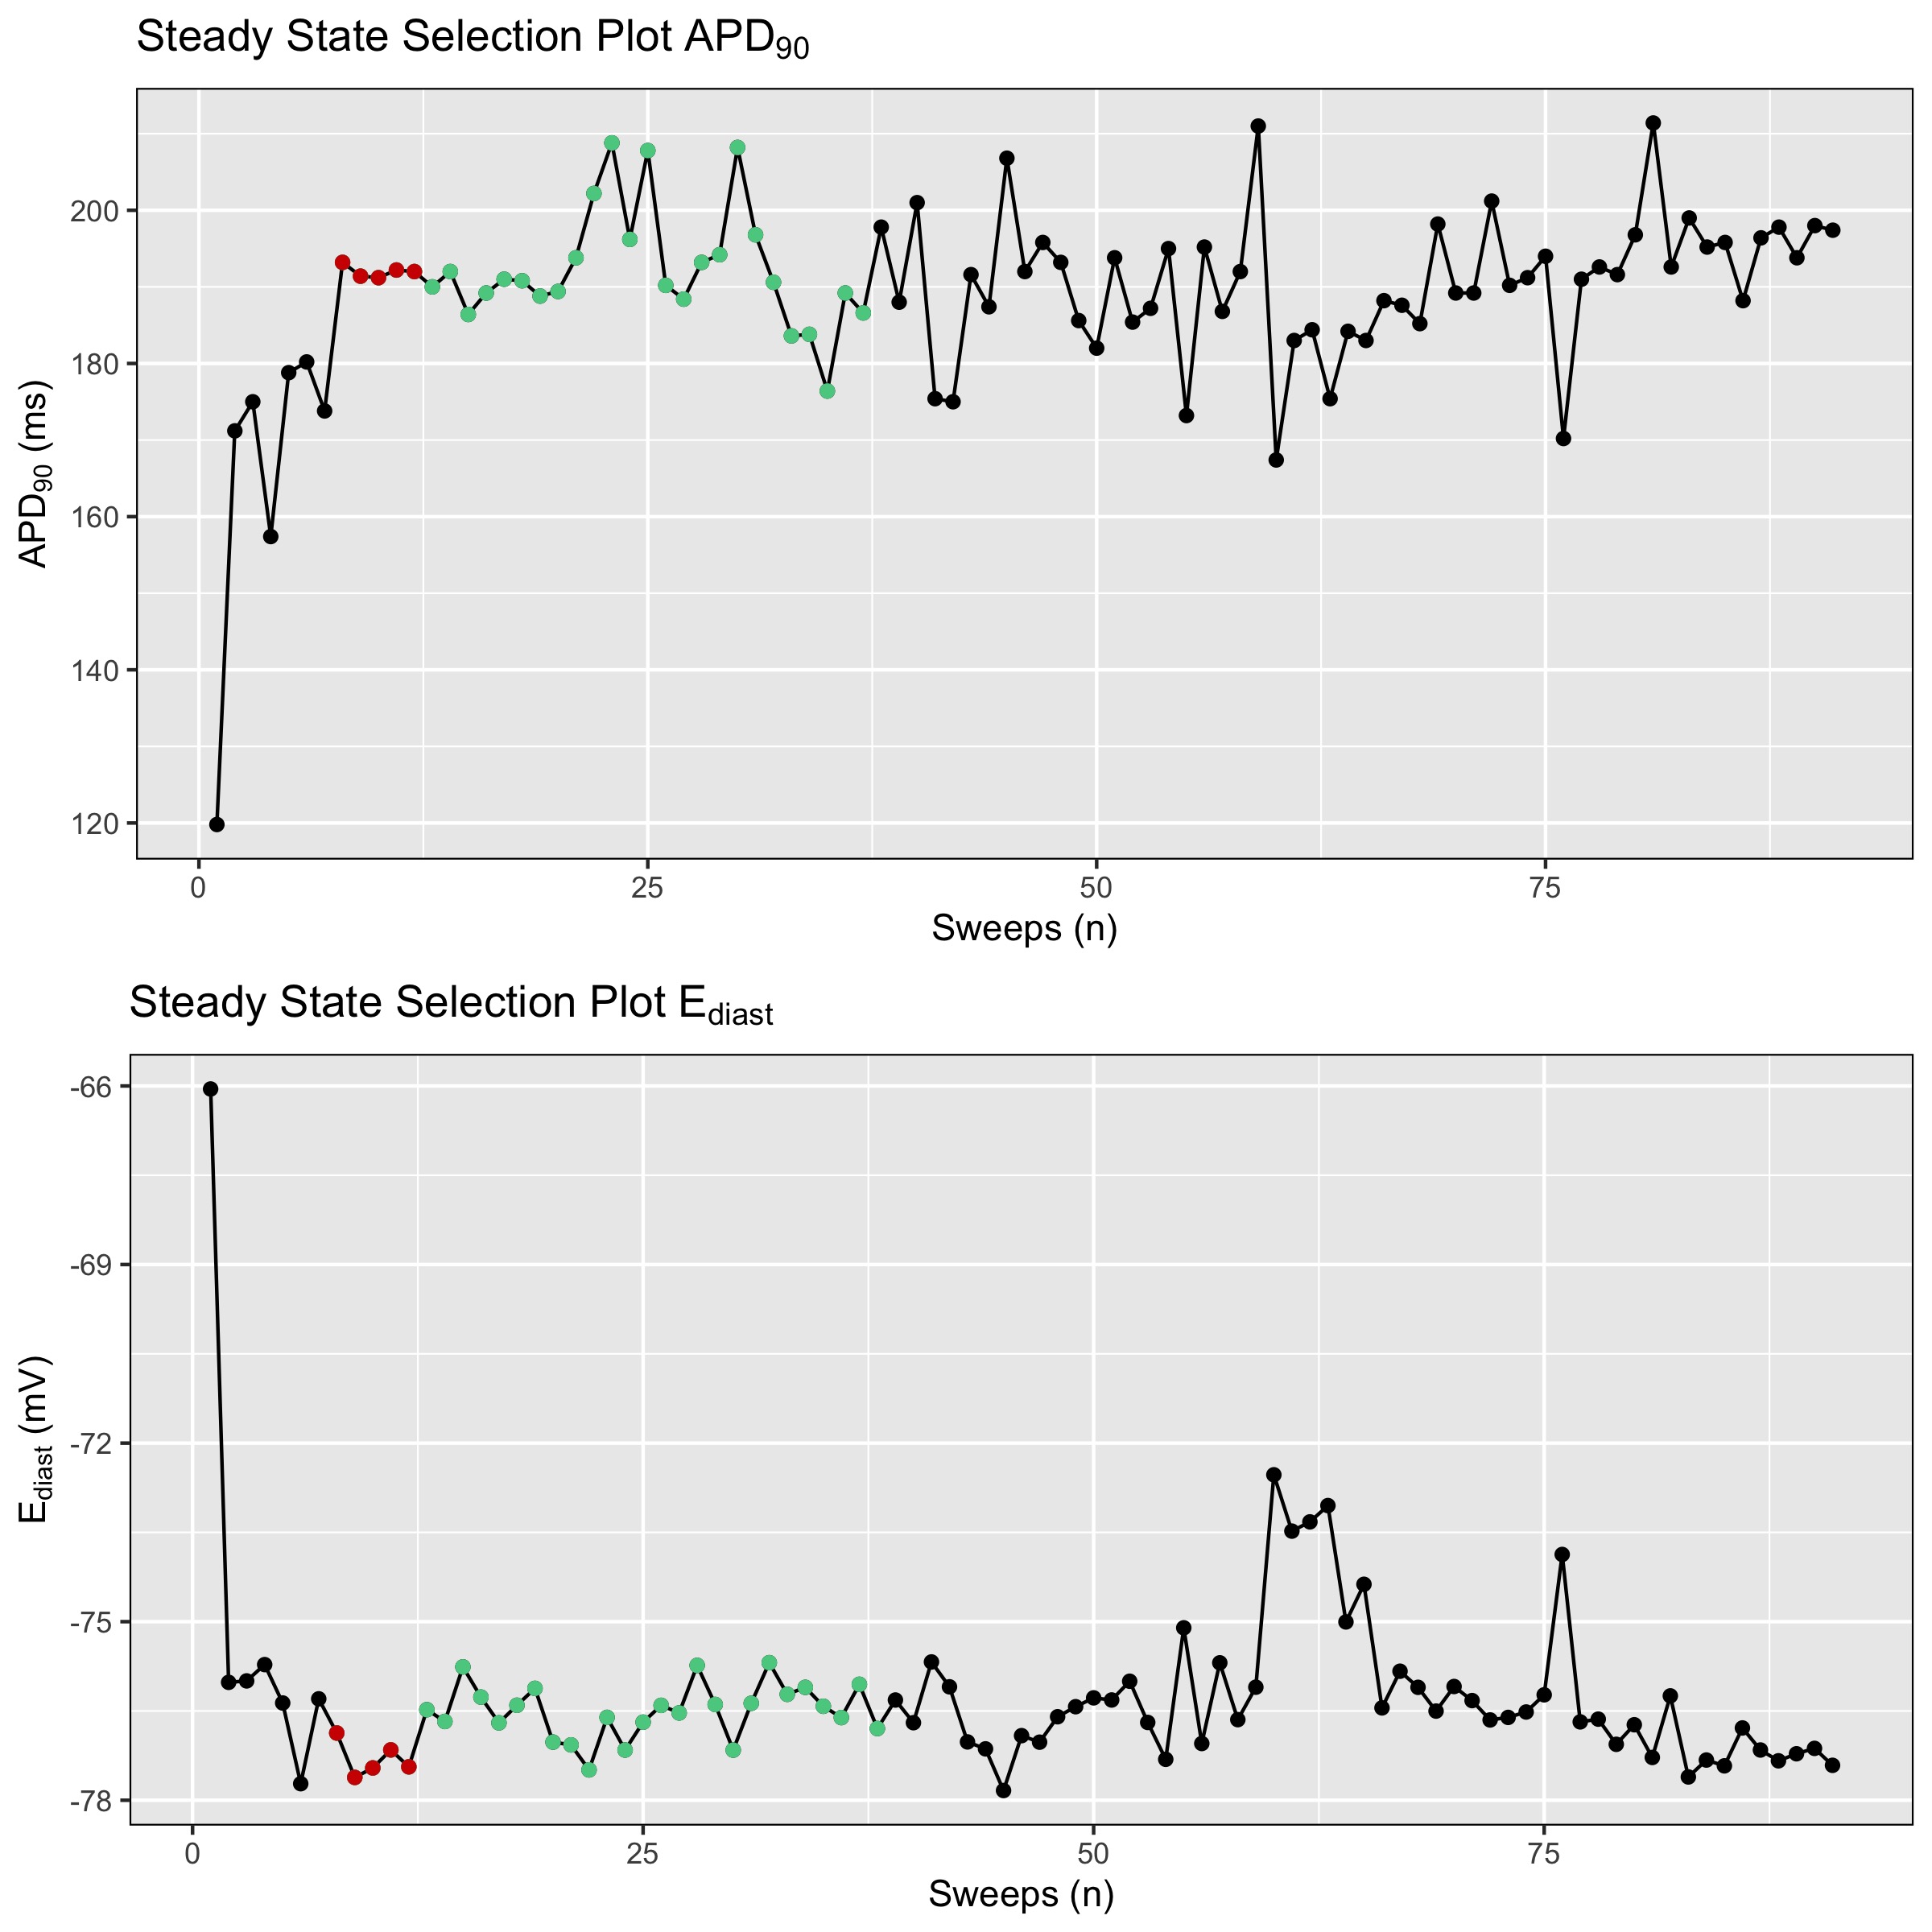 Steady State Selection Plot APD90
200
180
160
140
120
APD90 (ms)
0 25 50 75
Sweeps (n)
Steady State Selection Plot Ediast
-66
-69
-72
-75
-78
Ediast (mV)
0 25 50 75
Sweeps (n)